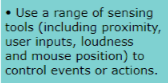 • Use a range of sensing
tools (including proximity,
user inputs, loudness
and mouse position) to
control events or actions.